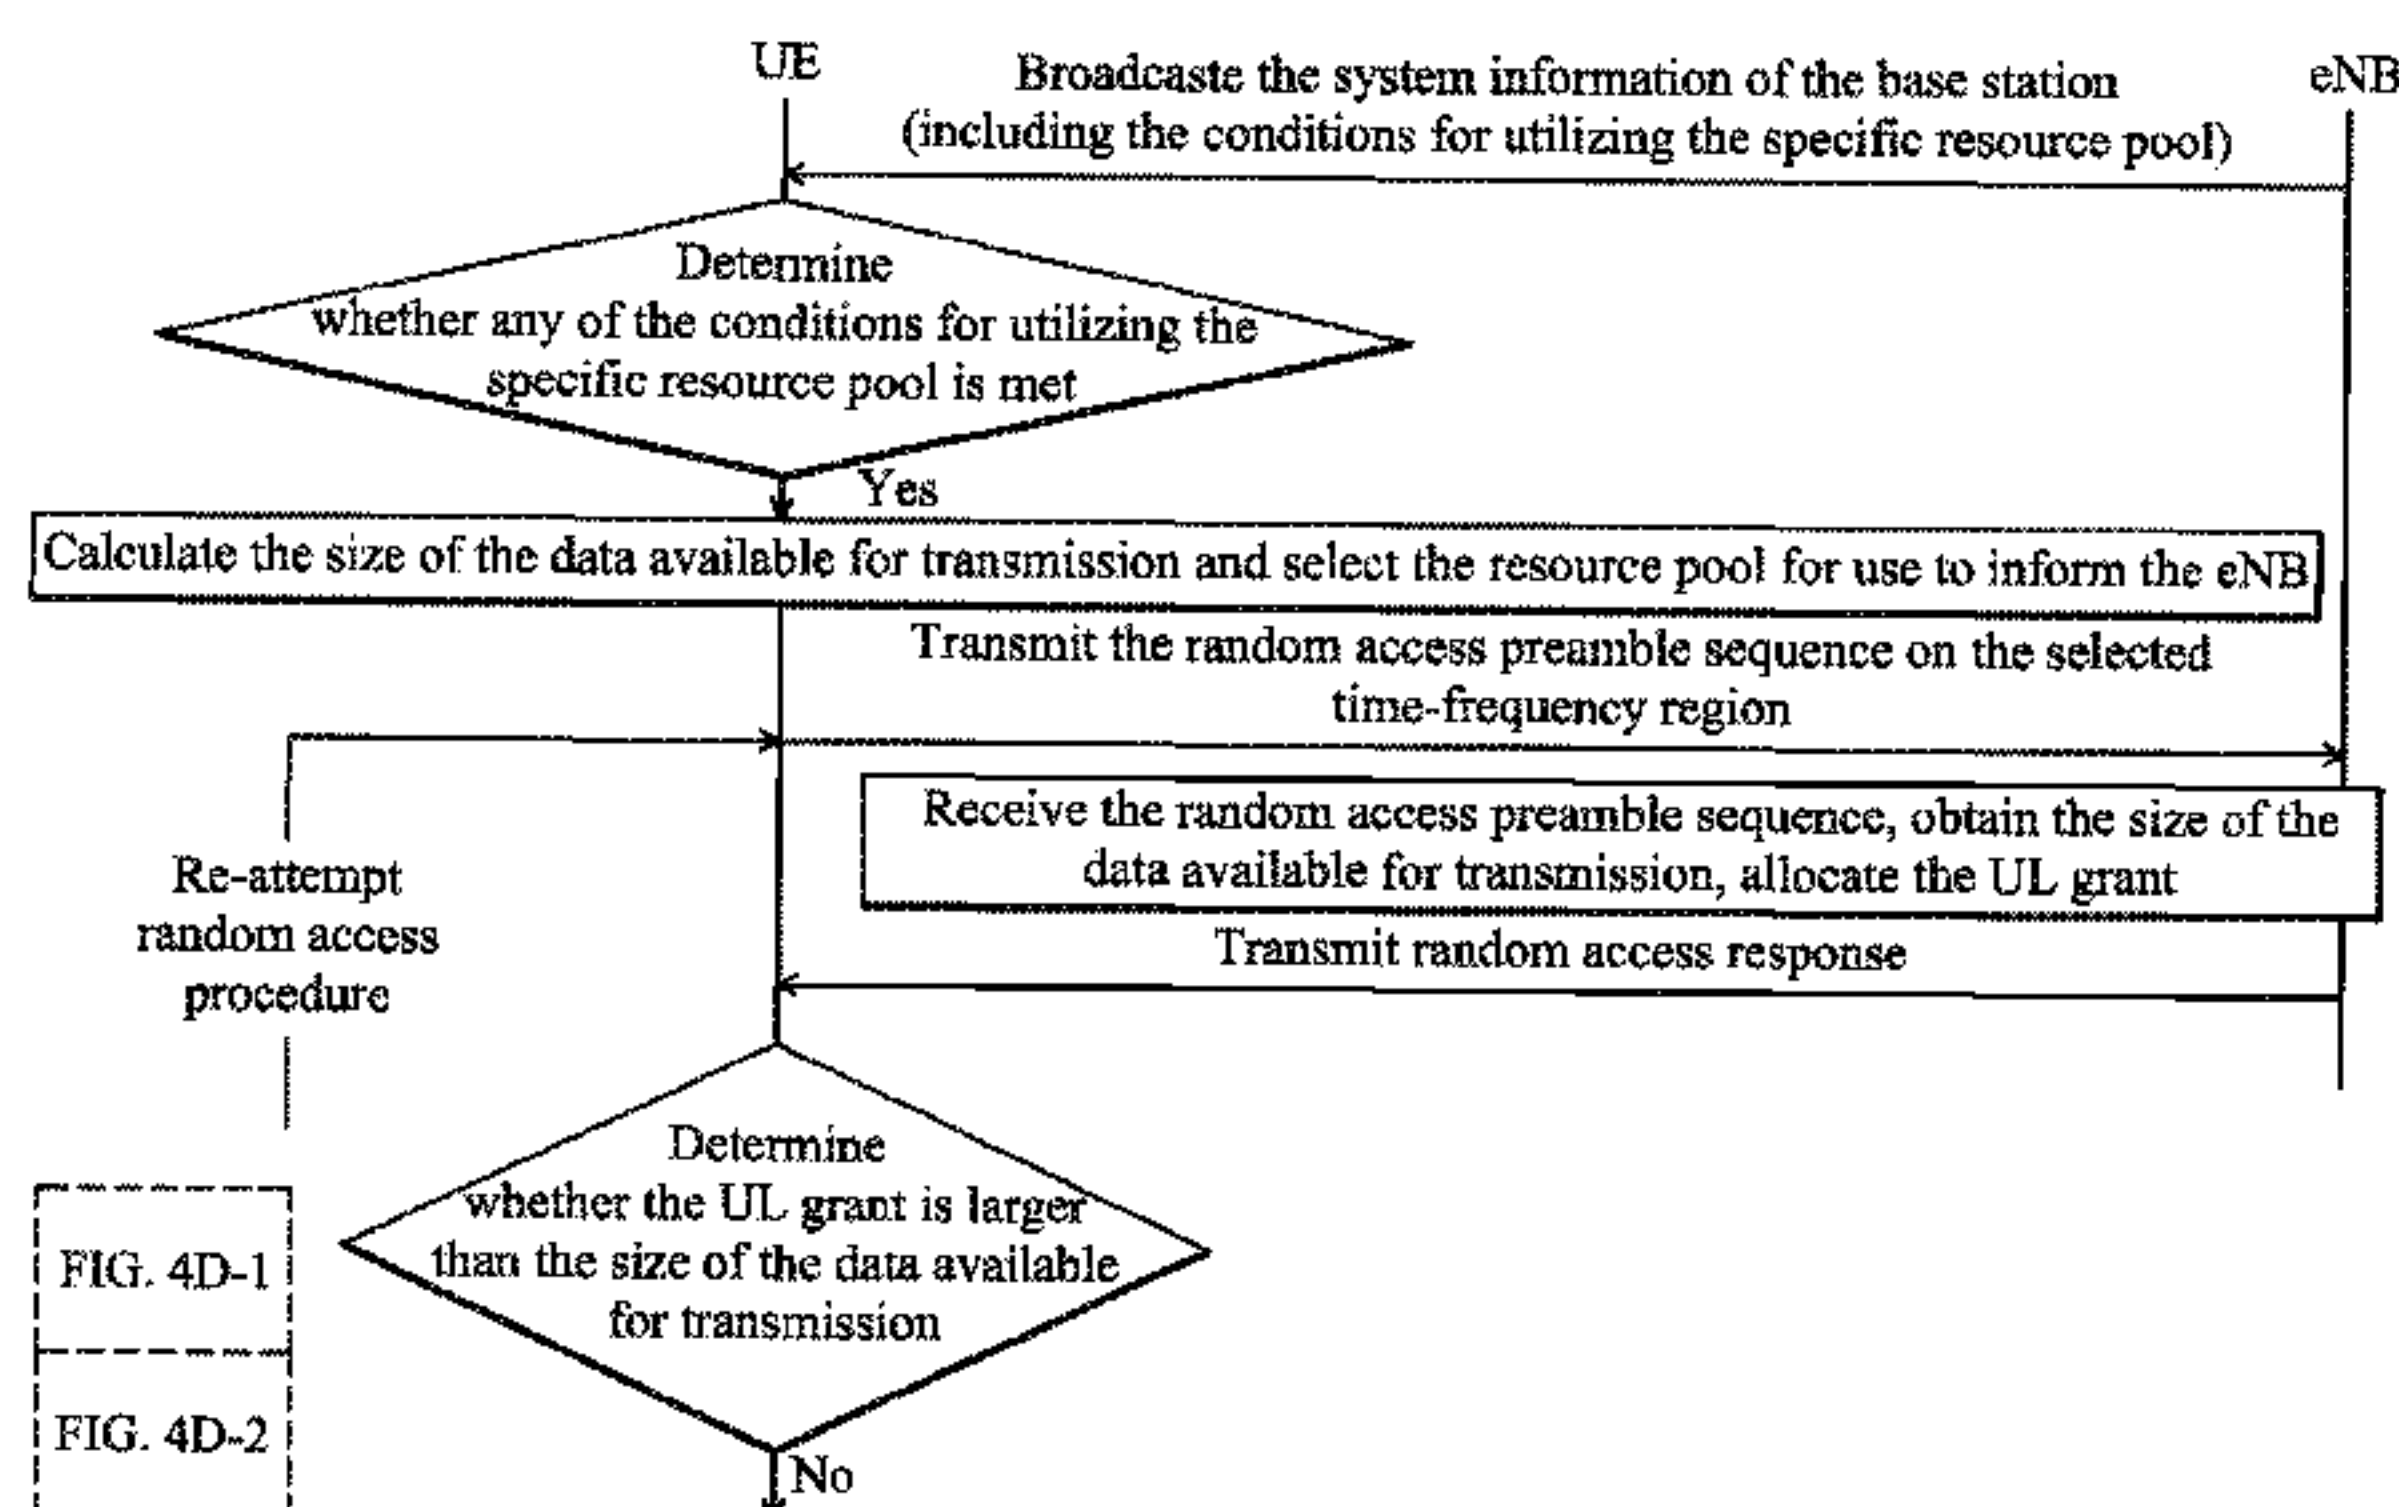 UE
Broadcaste the system information of the base station
(including the conditions for utilizing the specific resource pool)
eNB
Determine
whether any of the conditions for utilizing the
specific resource pool is met
Yes
Calculate the size of the data available for transmission and select the resource pool for use to inform the eNB
Transmit the random access preamble sequence on the selected
time-frequency region
Receive the random access preamble sequence, obtain the size of the
data available for transmission, allocate the UL grant
Re-attempt
random access
procedure
Transmit random access response
Determine
whether the UL grant is larger
than the size of the data available
for transmission
FIG. 4D-1
FIG. 4D-2
No